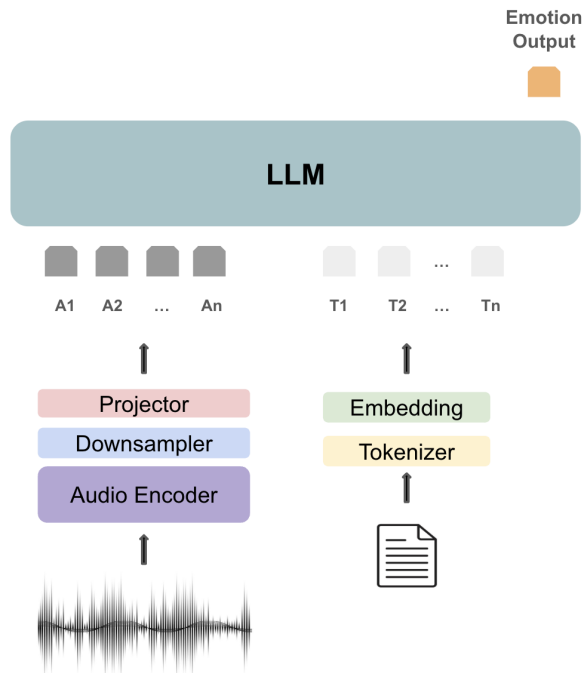 Emotion
Output
LLM
…
A1 A2 … An
T1 T2 … Tn
Projector
Downsampler
Audio Encoder
Embedding
Tokenizer